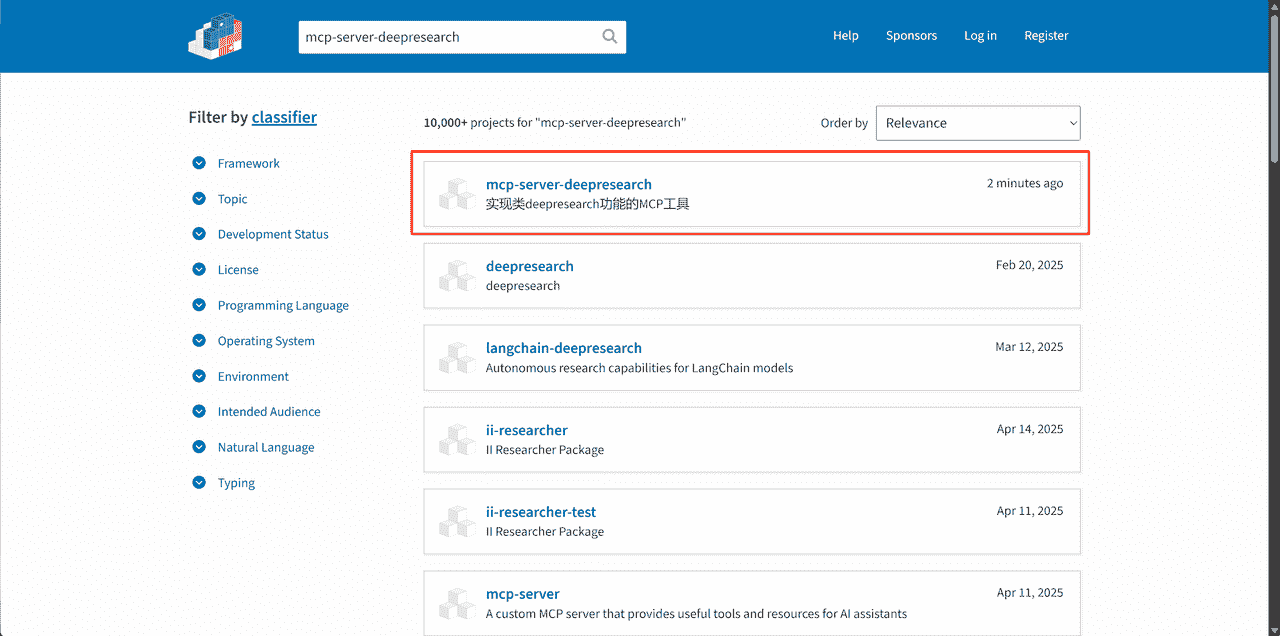 mcp-server-deepresearch
Help
Sponsors
Log in
Register
Filter by classifier
Framework
Topic
Development Status
License
Programming Language
Operating System
Environment
Intended Audience
Natural Language
Typing
10,000+ projects for "mcp-server-deepresearch"
Order by
Relevance
mcp-server-deepresearch
2 minutes ago
实现类deepresearch功能的MCP工具
deepresearch
Feb 20, 2025
deepresearch
langchain-deepresearch
Mar 12, 2025
Autonomous research capabilities for LangChain models
ii-researcher
Apr 14, 2025
II Researcher Package
ii-researcher-test
Apr 11, 2025
II Researcher Package
mcp-server
Apr 11, 2025
A custom MCP server that provides useful tools and resources for AI assistants